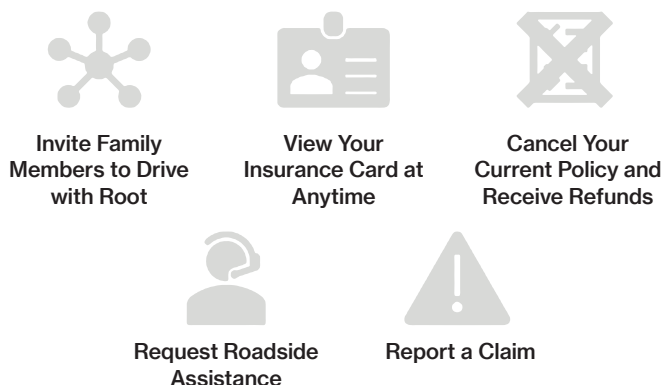 Invite Family
Members to Drive
with Root
View Your
Insurance Card at
Anytime
Cancel Your
Current Policy and
Receive Refunds
Request Roadside
Assistance
Report a Claim